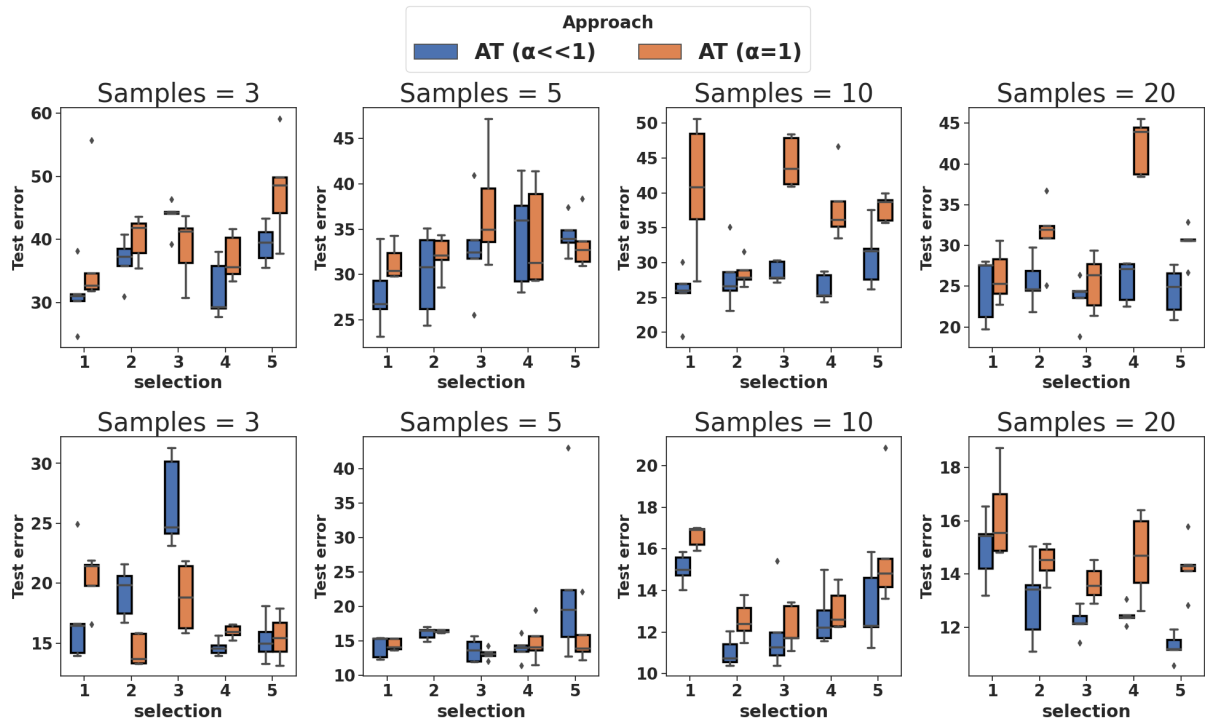 Approach
AT (α<<1) AT (α=1)
Samples = 3 Samples = 5 Samples = 10 Samples = 20
Test error
60
50
40
30
1 2 3 4 5
selection
Test error
45
40
35
30
25
1 2 3 4 5
selection
Test error
50
45
40
35
30
25
20
1 2 3 4 5
selection
Test error
45
40
35
30
25
20
1 2 3 4 5
selection
Samples = 3 Samples = 5 Samples = 10 Samples = 20
Test error
30
25
20
15
1 2 3 4 5
selection
Test error
40
35
30
25
20
15
10
1 2 3 4 5
selection
Test error
20
18
16
14
12
10
1 2 3 4 5
selection
Test error
18
16
14
12
1 2 3 4 5
selection